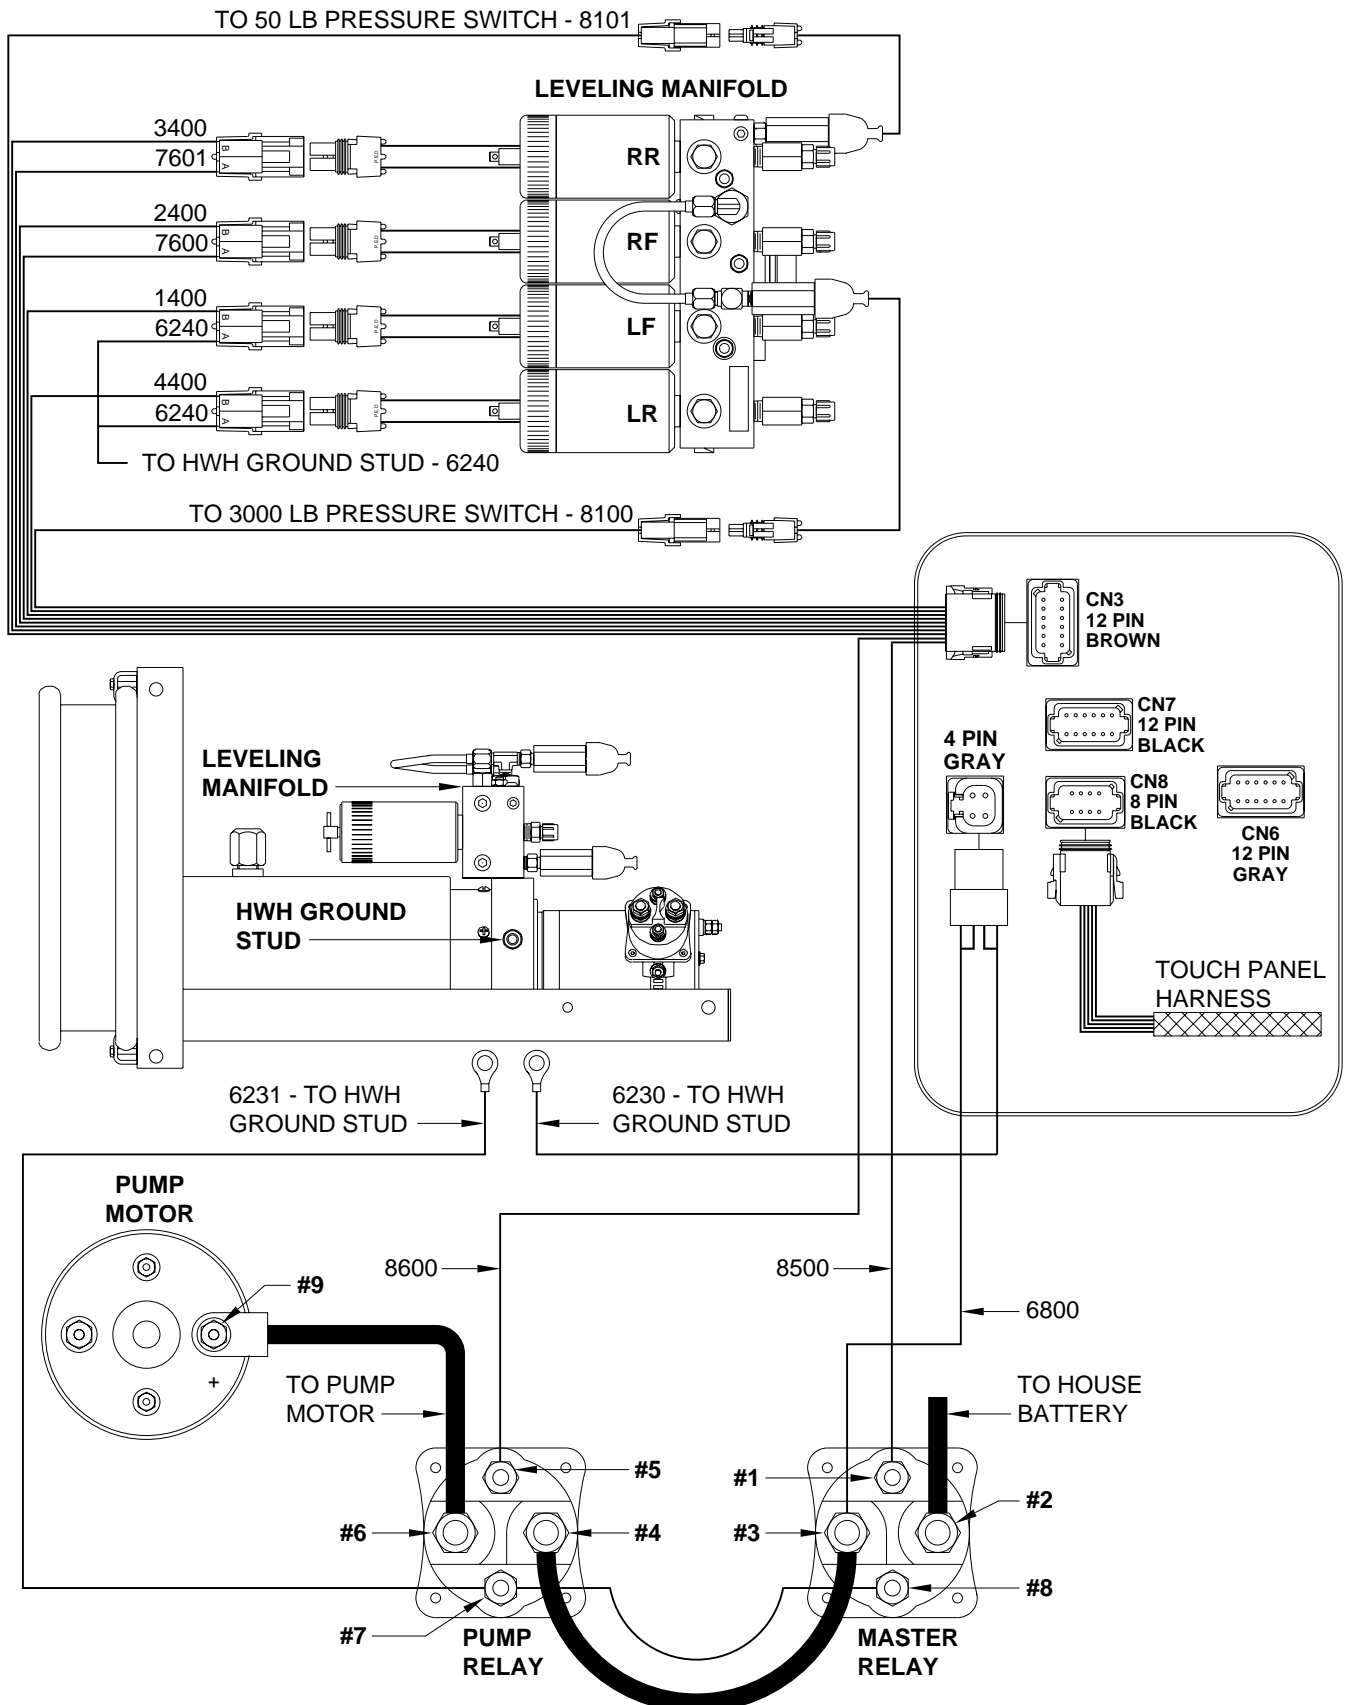 TO 50 LB PRESSURE SWITCH - 8101
LEVELING MANIFOLD
3400
7601
B
A
P.E.D.
RR
2400
7600
B
A
P.E.D.
RF
1400
6240
B
A
P.E.D.
LF
4400
6240
B
A
P.E.D.
LR
TO HWH GROUND STUD - 6240
TO 3000 LB PRESSURE SWITCH - 8100
CN3
12 PIN
BROWN
CN7
12 PIN
BLACK
4 PIN
GRAY
CN8
8 PIN
BLACK
CN6
12 PIN
GRAY
LEVELING
MANIFOLD
HWH GROUND
STUD
TOUCH PANEL
HARNESS
6231 - TO HWH
GROUND STUD
6230 - TO HWH
GROUND STUD
PUMP
MOTOR
8600
8500
#9
6800
+
TO PUMP
MOTOR
TO HOUSE
BATTERY
#5
#1
#2
#6
#4
#3
#8
#7
PUMP
RELAY
MASTER
RELAY